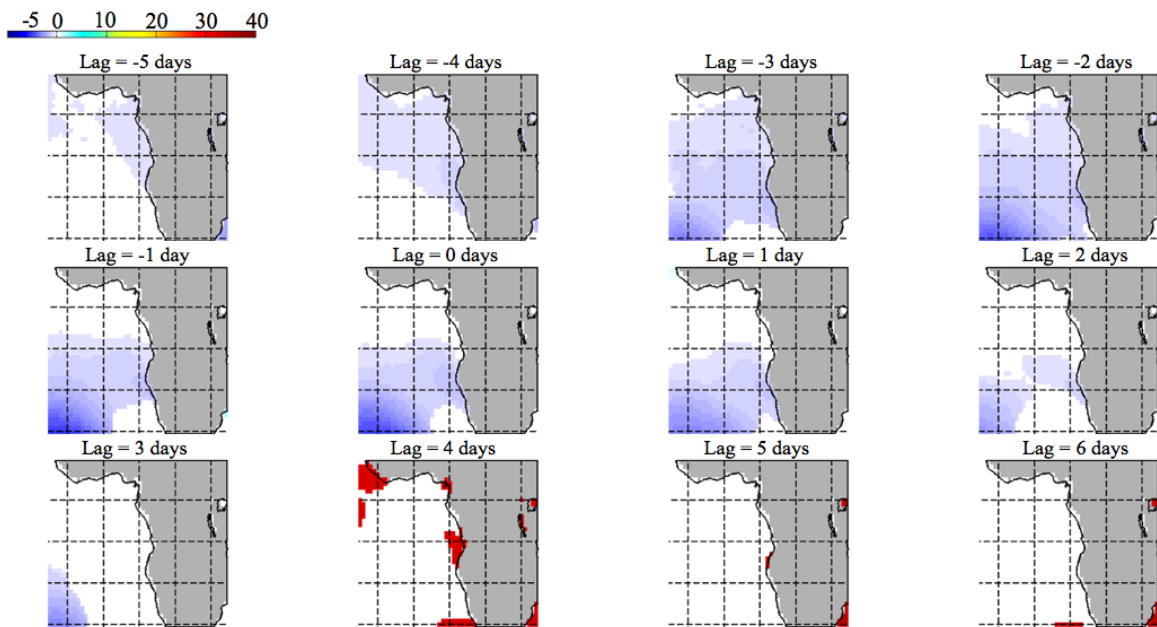 -5 0 10 20 30 40
Lag = -5 days Lag = -4 days Lag = -3 days Lag = -2 days
Lag = -1 day Lag = 0 days Lag = 1 day Lag = 2 days
Lag = 3 days Lag = 4 days Lag = 5 days Lag = 6 days